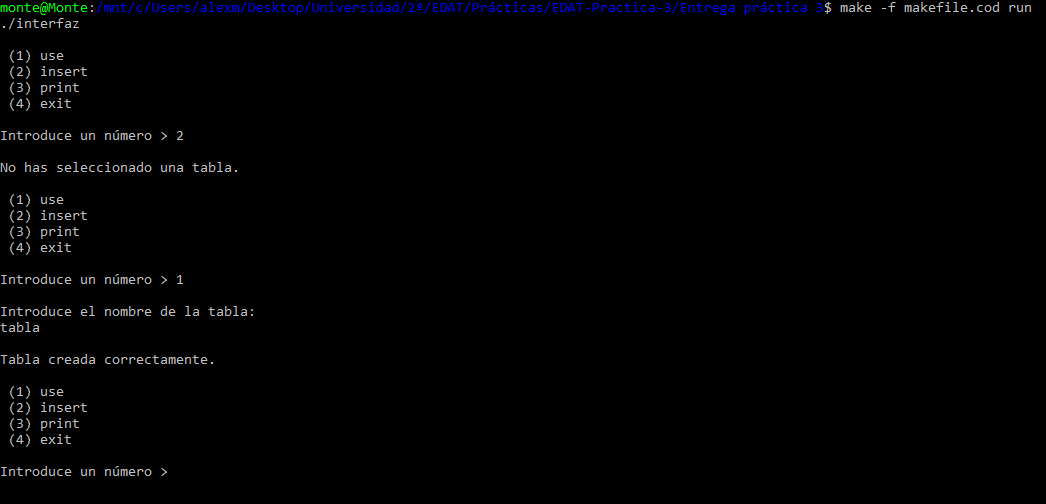 monte@Monte:/mnt/c/Users/alexm/Desktop/Universidad/2º/EDAT/Prácticas/EDAT-Practica-3/Entrega práctica 3$ make -f makefile.cod run
./interfaz
(1) use
(2) insert
(3) print
(4) exit
Introduce un número > 2
No has seleccionado una tabla.
(1) use
(2) insert
(3) print
(4) exit
Introduce un número > 1
Introduce el nombre de la tabla:
tabla
Tabla creada correctamente.
(1) use
(2) insert
(3) print
(4) exit
Introduce un número >